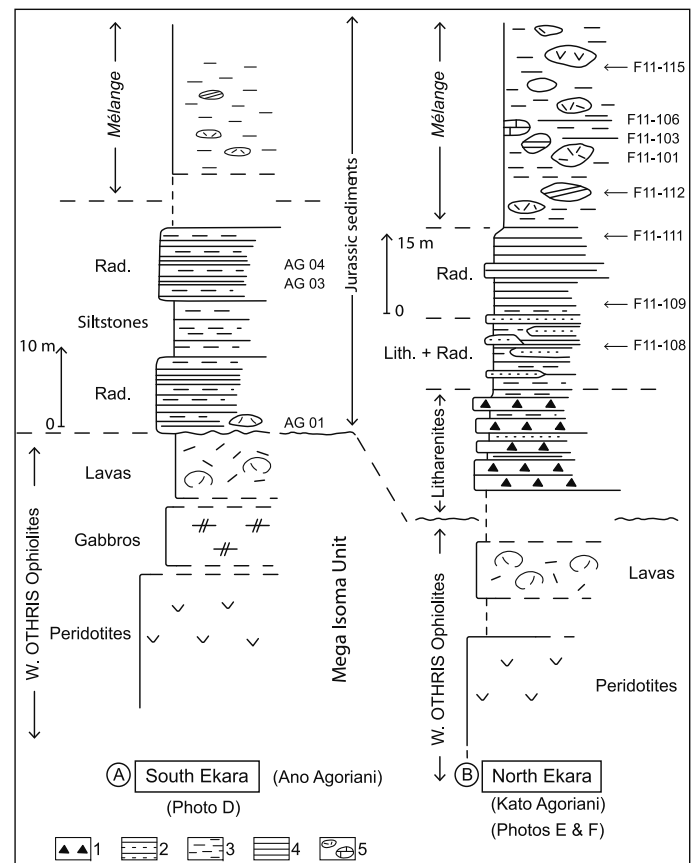 Mélange
Rad.
AG 04
AG 03
Siltstones
10 m
Rad.
0
AG 01
Lavas
Gabbros
Peridotites
W. OTHRIS Ophiolites
Jurassic sediments
Mega Isoma Unit
A South Ekara (Ano Agoriani)
(Photo D)
Mélange
F11-115
F11-106
F11-103
F11-101
F11-112
F11-111
15 m
Rad.
F11-109
0
Lith. + Rad.
F11-108
Litharenites
Lavas
W. OTHRIS Ophiolites
Peridotites
B North Ekara
(Kato Agoriani)
(Photos E & F)
1 2 3 4 5